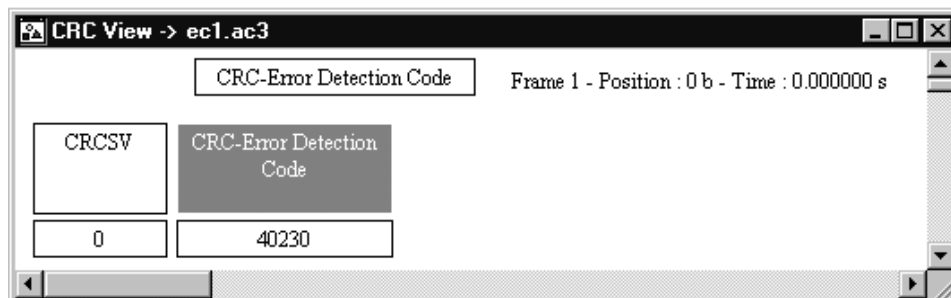 CRC View -> ec1.ac3
CRC-Error Detection Code
Frame 1 - Position : 0 b - Time : 0.000000 s
CRCSV
CRC-Error Detection
Code
0
40230